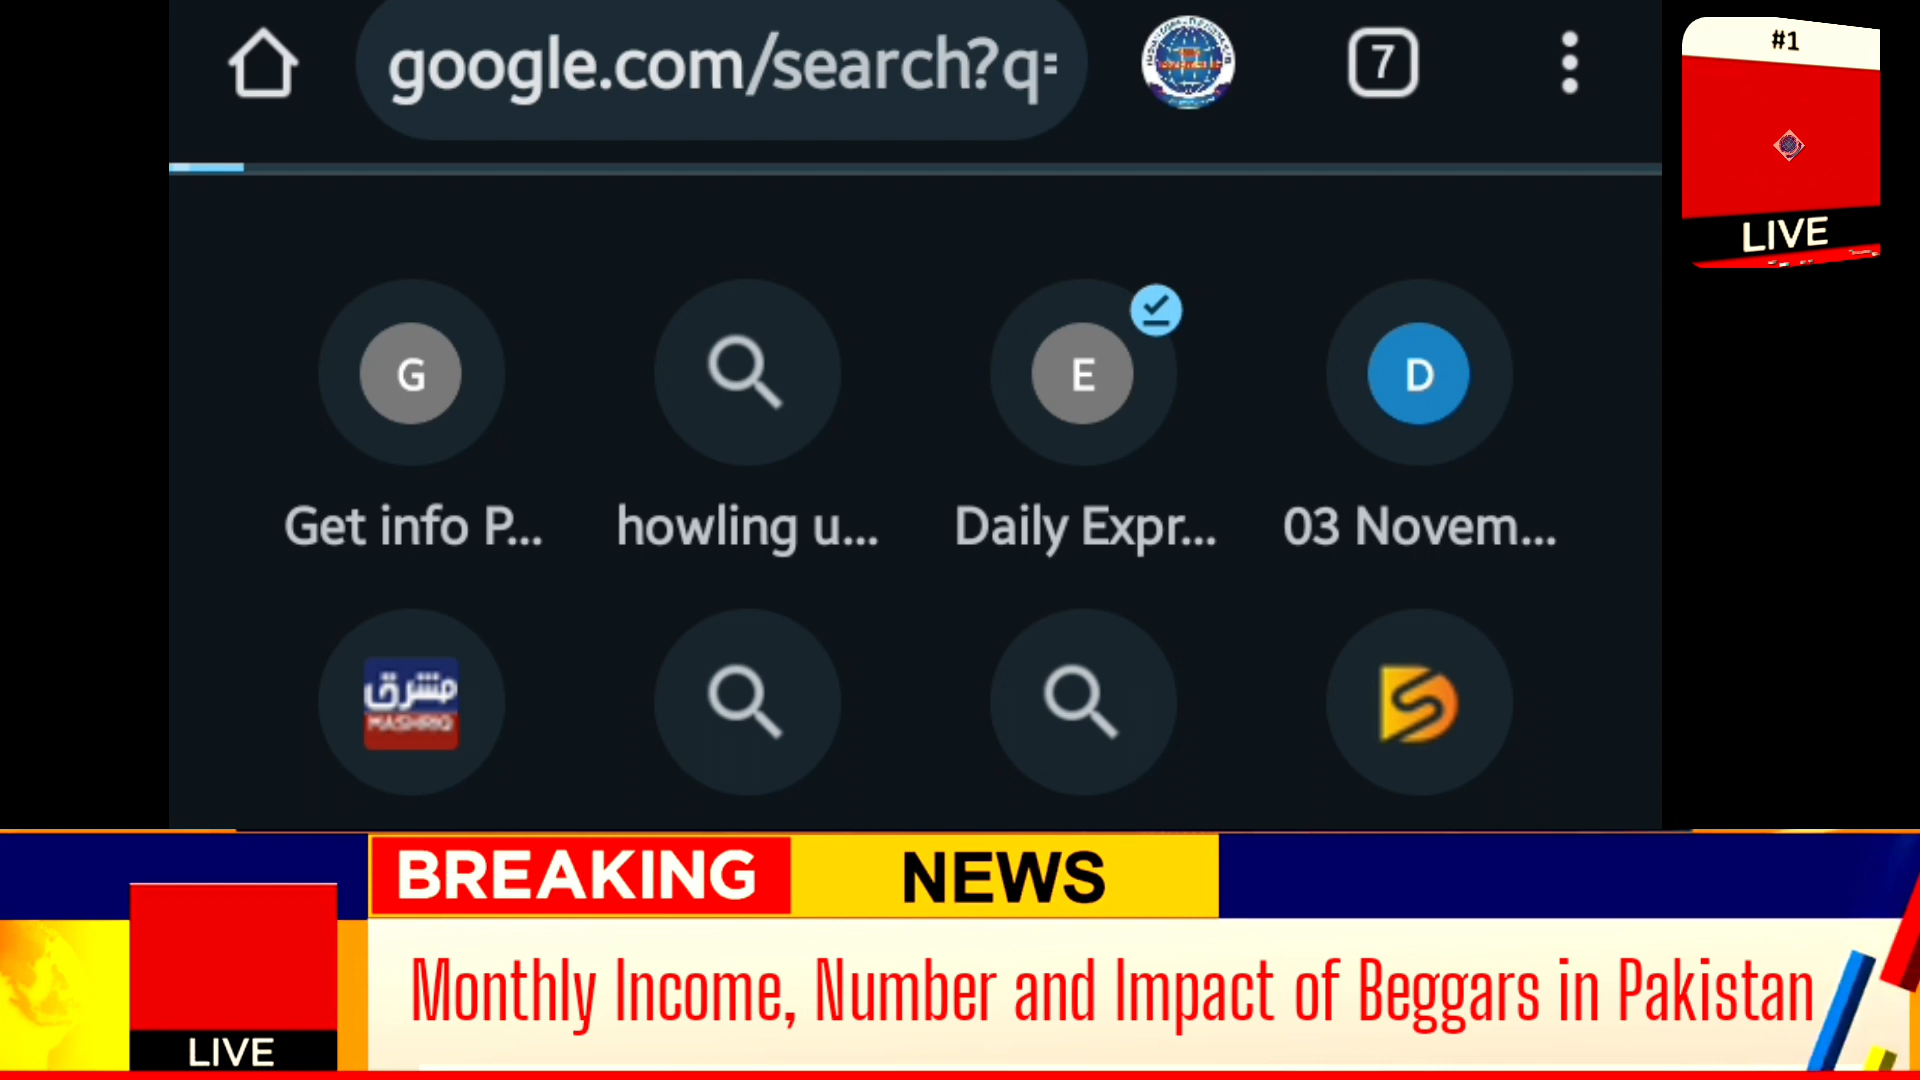 google.com/search?q=
7
#1
LIVE
G
E
D
Get info P...
howling u...
Daily Expr...
03 Novem...
مشرق
MASHRIQ
BREAKING NEWS
Monthly Income, Number and Impact of Beggars in Pakistan
LIVE